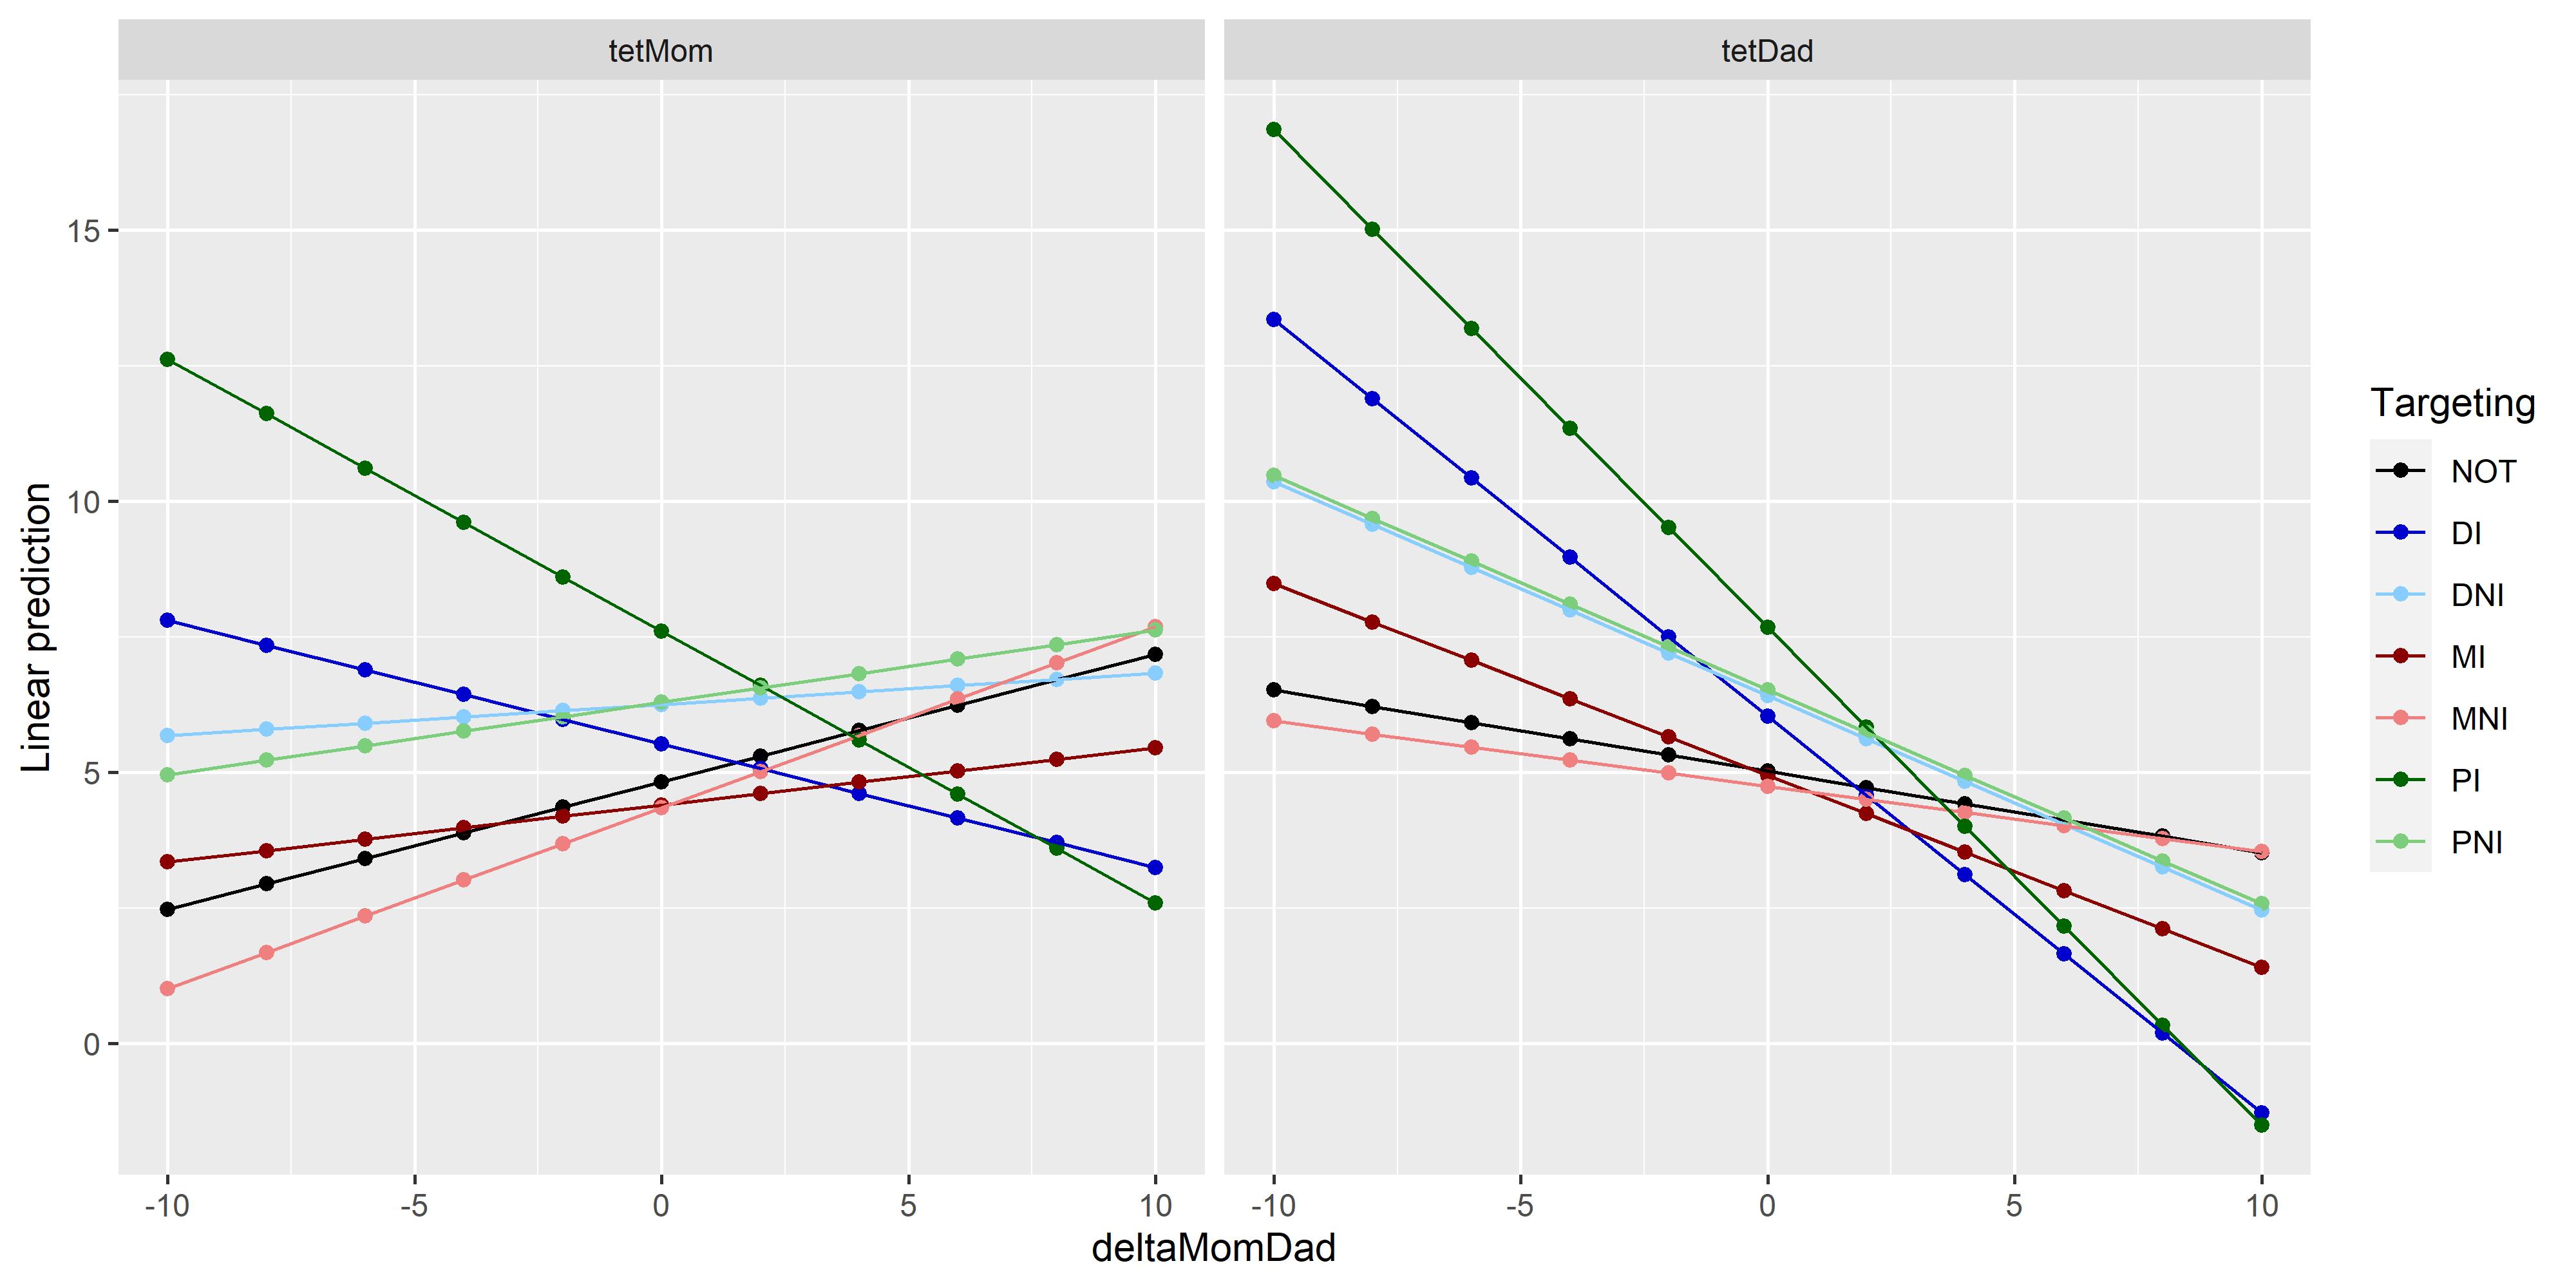 tetMom tetDad
15
10
5
0
Linear prediction
-10 -5 0 5 10 -10 -5 0 5 10
deltaMomDad
Targeting
NOT
DI
DNI
MI
MNI
PI
PNI